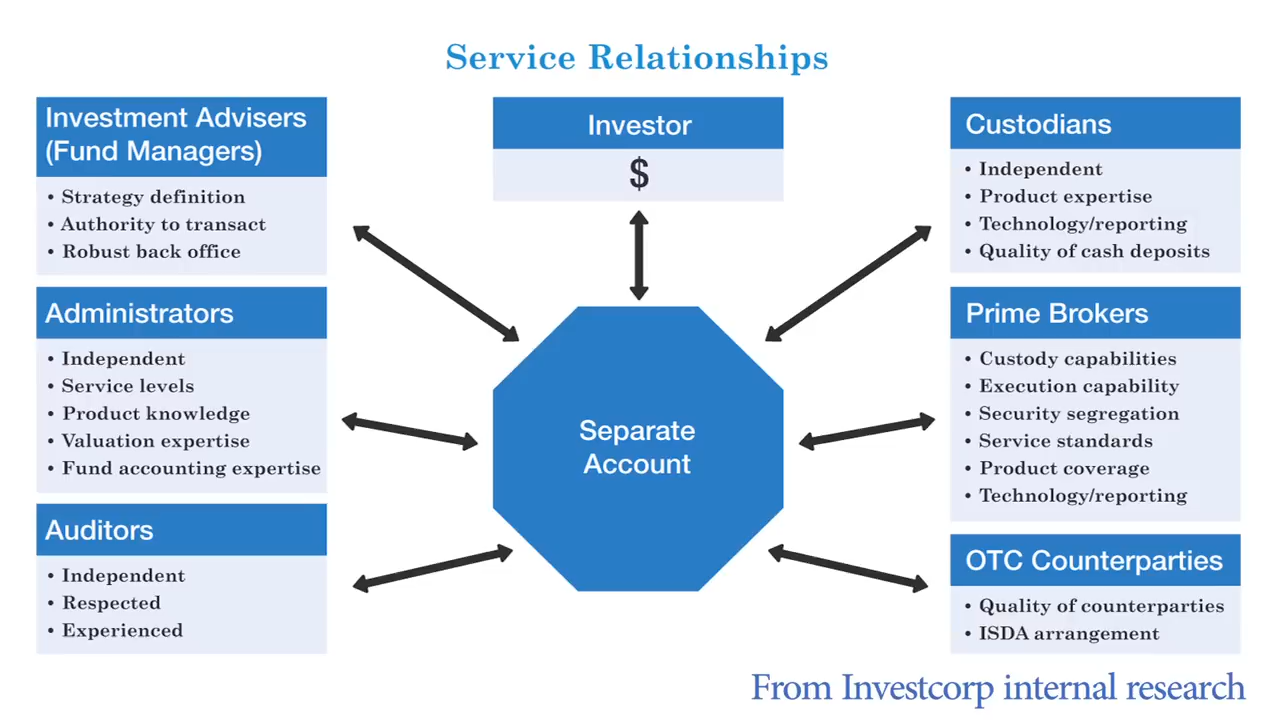 Service Relationships
Investment Advisers
(Fund Managers)
• Strategy definition
• Authority to transact
• Robust back office
Administrators
• Independent
• Service levels
• Product knowledge
• Valuation expertise
• Fund accounting expertise
Auditors
• Independent
• Respected
• Experienced
Investor
$
Separate
Account
Custodians
• Independent
• Product expertise
• Technology/reporting
• Quality of cash deposits
Prime Brokers
• Custody capabilities
• Execution capability
• Security segregation
• Service standards
• Product coverage
• Technology/reporting
OTC Counterparties
• Quality of counterparties
• ISDA arrangement
From Investcorp internal research